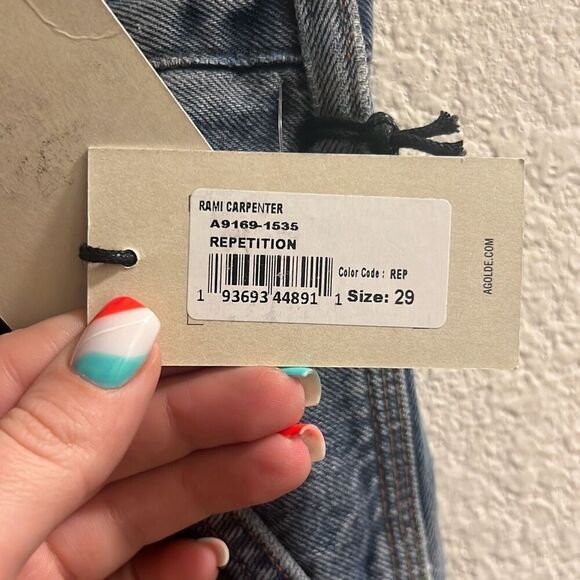 RAMI CARPENTER
A9169-1535
REPETITION
Color Code : REP
1 93693 44891 1 Size: 29
AGOLDE.COM